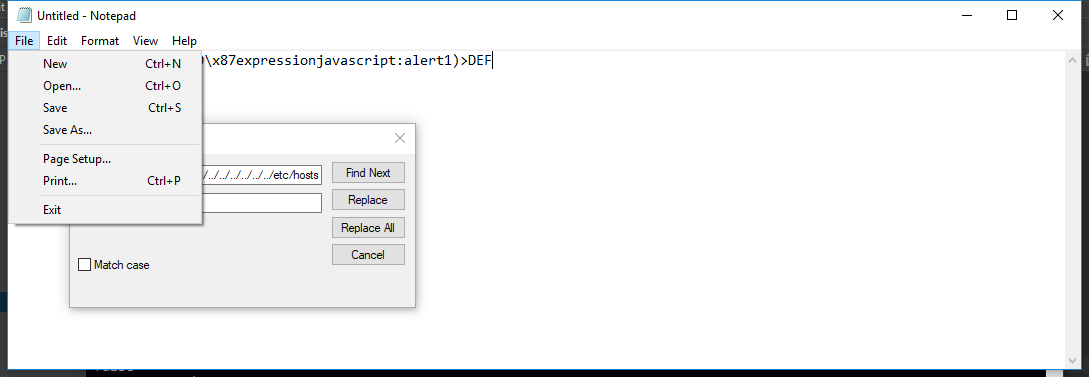 Untitled - Notepad
File Edit Format View Help
\x87expressionjavascript:alert1)>DEF
New Ctrl+N
Open... Ctrl+O
Save Ctrl+S
Save As...
Page Setup...
Print... Ctrl+P
Exit
/../../../../../../etc/hosts
Find Next
Replace
Replace All
Cancel
Match case